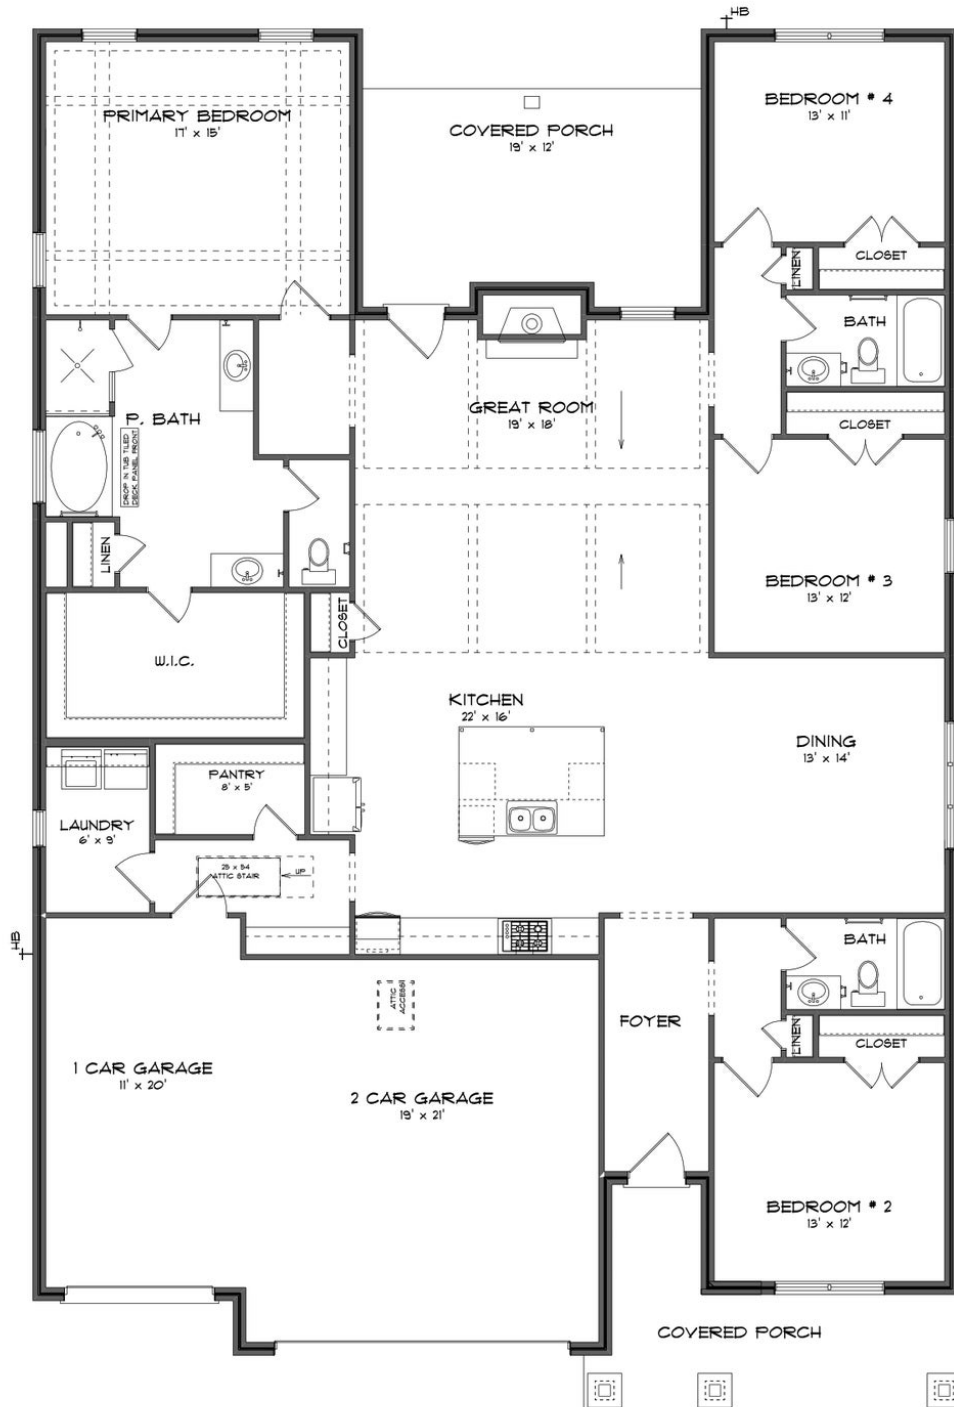 HB
PRIMARY BEDROOM
17' x 15'
COVERED PORCH
19' x 12'
BEDROOM # 4
13' x 11'
LINEN
CLOSET
BATH
P. BATH
DROP IN TUB TILED
DECK, PANEL FRONT
GREAT ROOM
19' x 18'
CLOSET
LINEN
BEDROOM # 3
13' x 12'
CLOSET
W.I.C.
KITCHEN
22' x 16'
DINING
13' x 14'
PANTRY
8' x 5'
LAUNDRY
6' x 9'
25 x 54
ATTIC STAIR
UP
HB
BATH
ATTIC
ACCESS
FOYER
LINEN
CLOSET
1 CAR GARAGE
11' x 20'
2 CAR GARAGE
19' x 21'
BEDROOM # 2
13' x 12'
COVERED PORCH